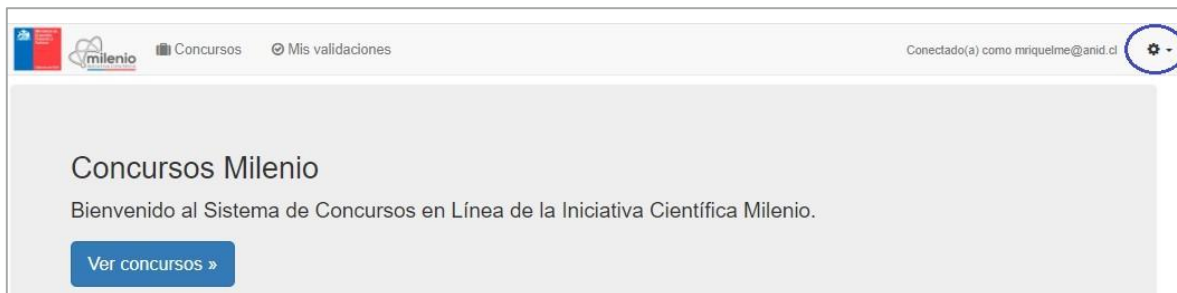 milenio
Concursos
Mis validaciones
Conectado(a) como mriquelme@anid.cl
Concursos Milenio
Bienvenido al Sistema de Concursos en Línea de la Iniciativa Científica Milenio.
Ver concursos »